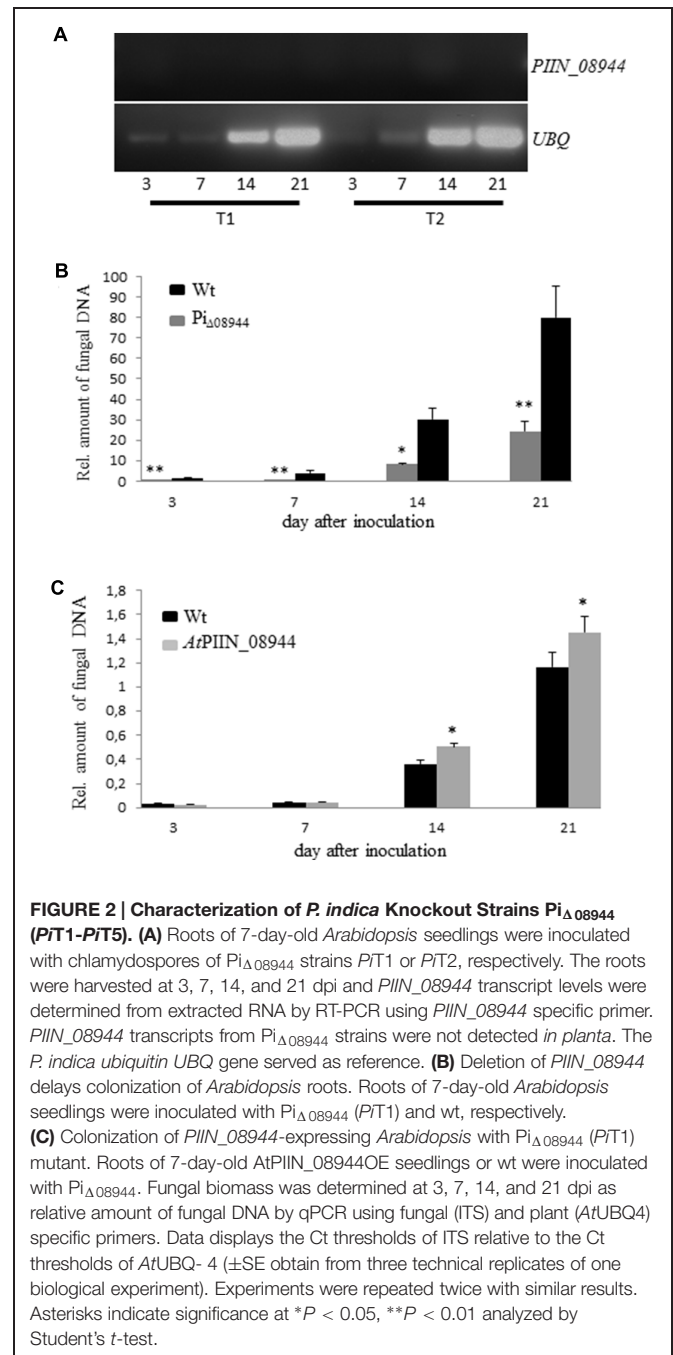 A
PIIN_08944
UBQ
3 7 14 21 3 7 14 21
T1 T2
B
Rel. amount of fungal DNA
100
90
80
70
60
50
40
30
20
10
0
Wt
PiΔ08944
** ** * **
3 7 14 21
day after inoculation
C
Rel. amount of fungal DNA
1,8
1,6
1,4
1,2
1
0,8
0,6
0,4
0,2
0
Wt
AtPIIN_08944
* *
3 7 14 21
day after inoculation
FIGURE 2 | Characterization of P. indica Knockout Strains PiΔ08944
(PiT1-PiT5). (A) Roots of 7-day-old Arabidopsis seedlings were inoculated
with chlamydospores of PiΔ08944 strains PiT1 or PiT2, respectively. The roots
were harvested at 3, 7, 14, and 21 dpi and PIIN_08944 transcript levels were
determined from extracted RNA by RT-PCR using PIIN_08944 specific primer.
PIIN_08944 transcripts from PiΔ08944 strains were not detected in planta. The
P. indica ubiquitin UBQ gene served as reference. (B) Deletion of PIIN_08944
delays colonization of Arabidopsis roots. Roots of 7-day-old Arabidopsis
seedlings were inoculated with PiΔ08944 (PiT1) and wt, respectively.
(C) Colonization of PIIN_08944-expressing Arabidopsis with PiΔ08944 (PiT1)
mutant. Roots of 7-day-old AtPIIN_08944OE seedlings or wt were inoculated
with PiΔ08944. Fungal biomass was determined at 3, 7, 14, and 21 dpi as
relative amount of fungal DNA by qPCR using fungal (ITS) and plant (AtUBQ4)
specific primers. Data displays the Ct thresholds of ITS relative to the Ct
thresholds of AtUBQ- 4 (±SE obtain from three technical replicates of one
biological experiment). Experiments were repeated twice with similar results.
Asterisks indicate significance at *P < 0.05, **P < 0.01 analyzed by
Student's t-test.